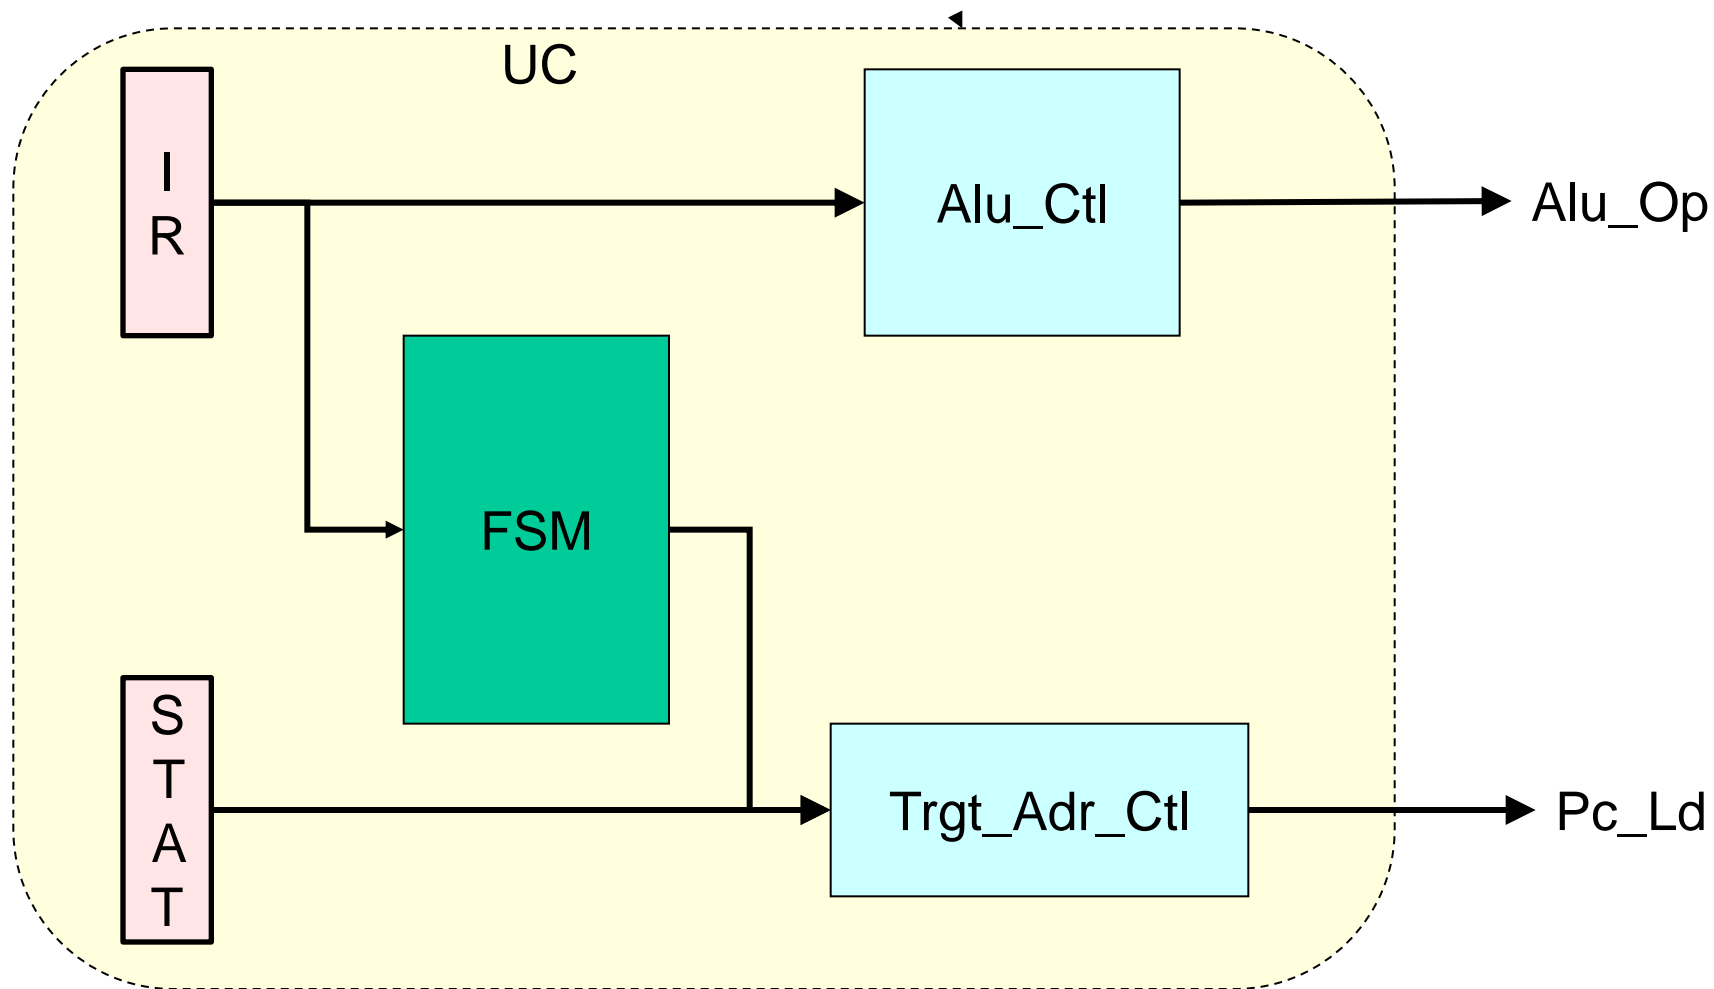 UC
I
R
Alu_Ctl
Alu_Op
FSM
S
T
A
T
Trgt_Adr_Ctl
Pc_Ld